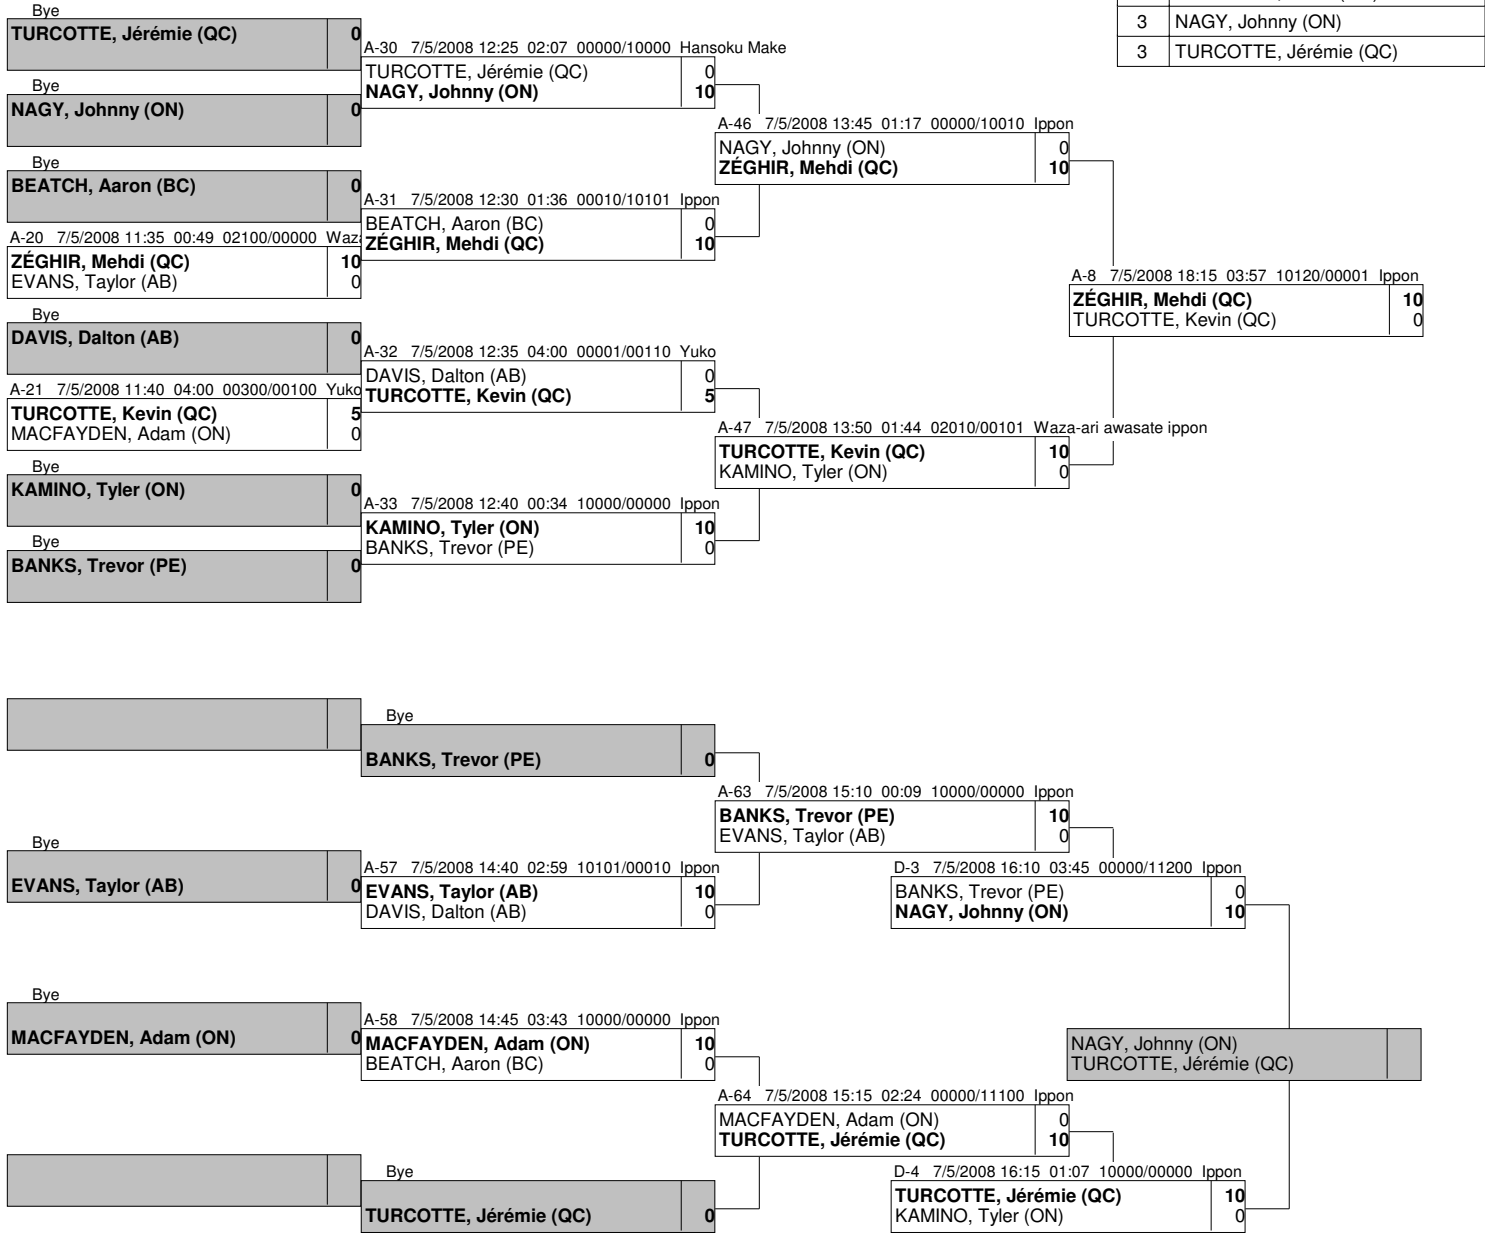 3 NAGY, Johnny (ON)
3 TURCOTTE, Jérémie (QC)
Bye
TURCOTTE, Jérémie (QC) 0
Bye
NAGY, Johnny (ON) 0
Bye
BEATCH, Aaron (BC) 0
A-20 7/5/2008 11:35 00:49 02100/00000
ZÉGHIR, Mehdi (QC) 10
EVANS, Taylor (AB) 0
Bye
DAVIS, Dalton (AB) 0
A-21 7/5/2008 11:40 04:00 00300/00100 Yuko
TURCOTTE, Kevin (QC) 5
MACFAYDEN, Adam (ON) 0
Bye
KAMINO, Tyler (ON) 0
Bye
BANKS, Trevor (PE) 0
A-30 7/5/2008 12:25 02:07 00000/10000 Hansoku Make
TURCOTTE, Jérémie (QC) 0
NAGY, Johnny (ON) 10
A-31 7/5/2008 12:30 01:36 00010/10101 Ippon
BEATCH, Aaron (BC) 0
ZÉGHIR, Mehdi (QC) 10
A-32 7/5/2008 12:35 04:00 00001/00110 Yuko
DAVIS, Dalton (AB) 0
TURCOTTE, Kevin (QC) 5
A-33 7/5/2008 12:40 00:34 10000/00000 Ippon
KAMINO, Tyler (ON) 10
BANKS, Trevor (PE) 0
A-46 7/5/2008 13:45 01:17 00000/10010 Ippon
NAGY, Johnny (ON) 0
ZÉGHIR, Mehdi (QC) 10
A-47 7/5/2008 13:50 01:44 02010/00101 Waza-ari awasate ippon
TURCOTTE, Kevin (QC) 10
KAMINO, Tyler (ON) 0
A-8 7/5/2008 18:15 03:57 10120/00001 Ippon
ZÉGHIR, Mehdi (QC) 10
TURCOTTE, Kevin (QC) 0
Bye
BANKS, Trevor (PE) 0
Bye
EVANS, Taylor (AB) 0
A-57 7/5/2008 14:40 02:59 10101/00010 Ippon
EVANS, Taylor (AB) 10
DAVIS, Dalton (AB) 0
A-63 7/5/2008 15:10 00:09 10000/00000 Ippon
BANKS, Trevor (PE) 10
EVANS, Taylor (AB) 0
D-3 7/5/2008 16:10 03:45 00000/11200 Ippon
BANKS, Trevor (PE) 0
NAGY, Johnny (ON) 10
Bye
MACFAYDEN, Adam (ON) 0
A-58 7/5/2008 14:45 03:43 10000/00000 Ippon
MACFAYDEN, Adam (ON) 10
BEATCH, Aaron (BC) 0
A-64 7/5/2008 15:15 02:24 00000/11100 Ippon
MACFAYDEN, Adam (ON) 0
TURCOTTE, Jérémie (QC) 10
Bye
TURCOTTE, Jérémie (QC) 0
D-4 7/5/2008 16:15 01:07 10000/00000 Ippon
TURCOTTE, Jérémie (QC) 10
KAMINO, Tyler (ON) 0
NAGY, Johnny (ON)
TURCOTTE, Jérémie (QC)